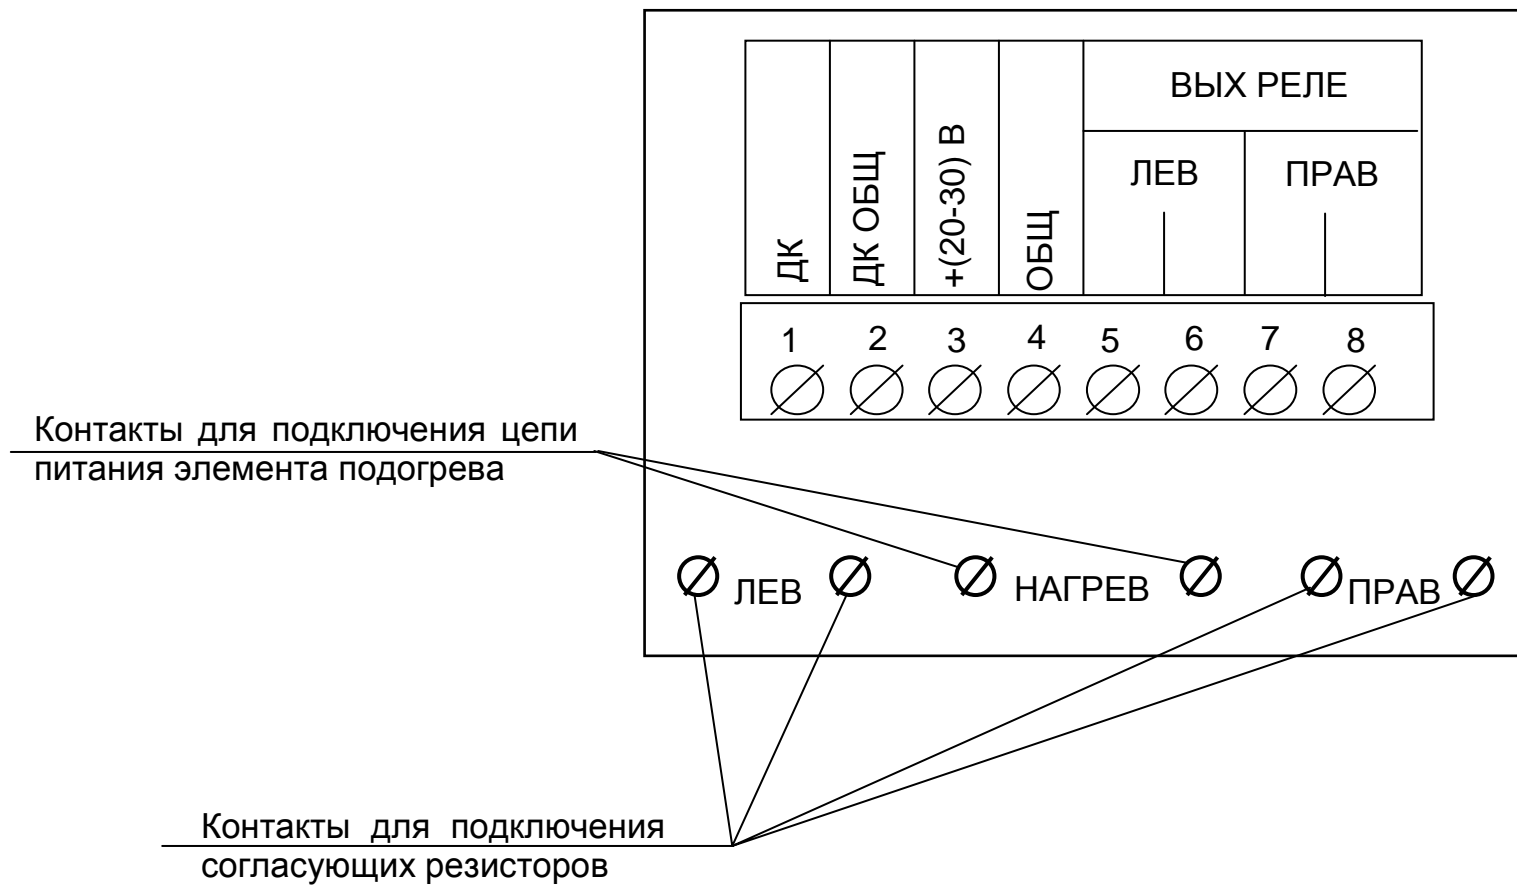 ВЫХ РЕЛЕ
ДК
ДК ОБЩ
+(20-30) В
ОБЩ
ЛЕВ
ПРАВ
1 2 3 4 5 6 7 8
Контакты для подключения цепи
питания элемента подогрева
ЛЕВ НАГРЕВ ПРАВ
Контакты для подключения
согласующих резисторов